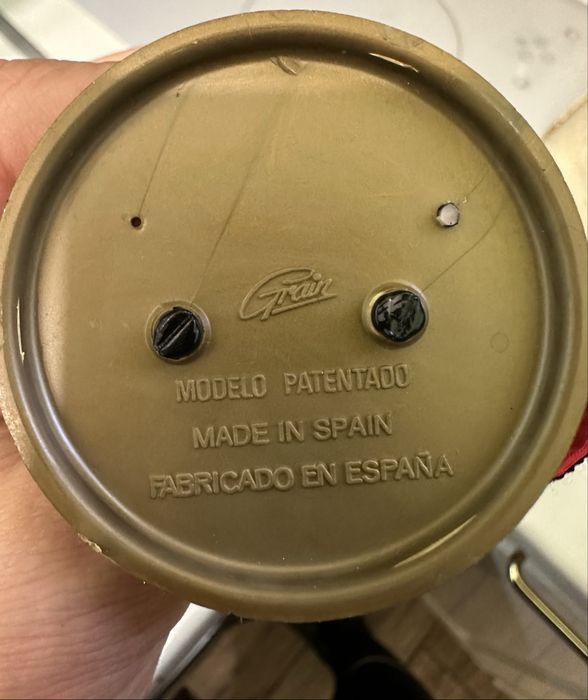 Grain
MODELO PATENTADO
MADE IN SPAIN
FABRICADO EN ESPAÑA